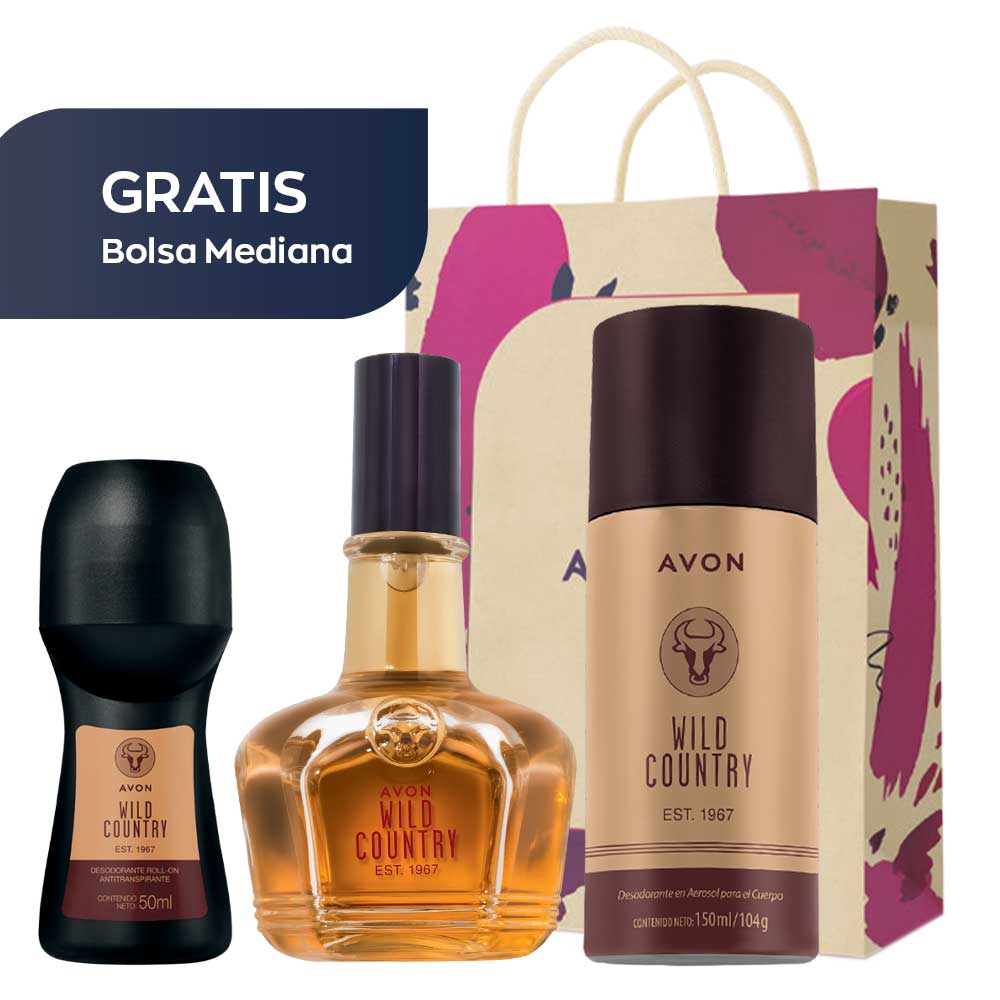 GRATIS
Bolsa Mediana
AVON
WILD
COUNTRY
EST. 1967
DESODORANTE ROLL-ON
ANTITRANSPIRANTE
CONTENIDO
NETO: 50ml
AVON
WILD
COUNTRY
EST. 1967
AVON
WILD
COUNTRY
EST. 1967
Desodorante en Aerosol para el Cuerpo
CONTENIDO NETO: 150ml/104g